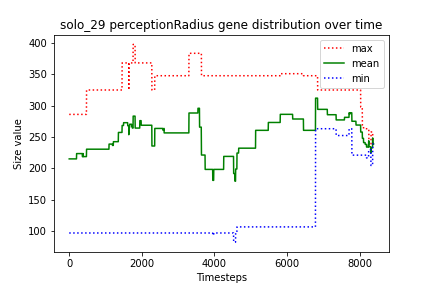 solo_29 perceptionRadius gene distribution over time
max
mean
min
Size value
400
350
300
250
200
150
100
0 2000 4000 6000 8000
Timesteps